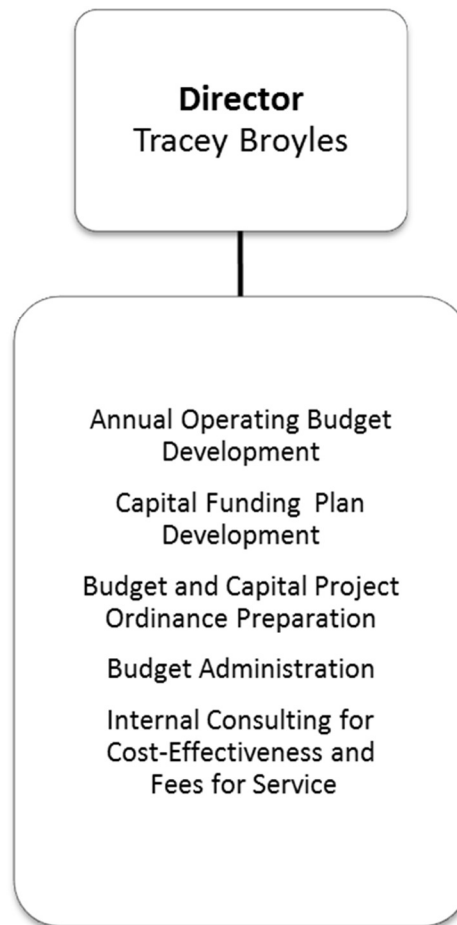 Director
Tracey Broyles
Annual Operating Budget
Development
Capital Funding Plan
Development
Budget and Capital Project
Ordinance Preparation
Budget Administration
Internal Consulting for
Cost-Effectiveness and
Fees for Service